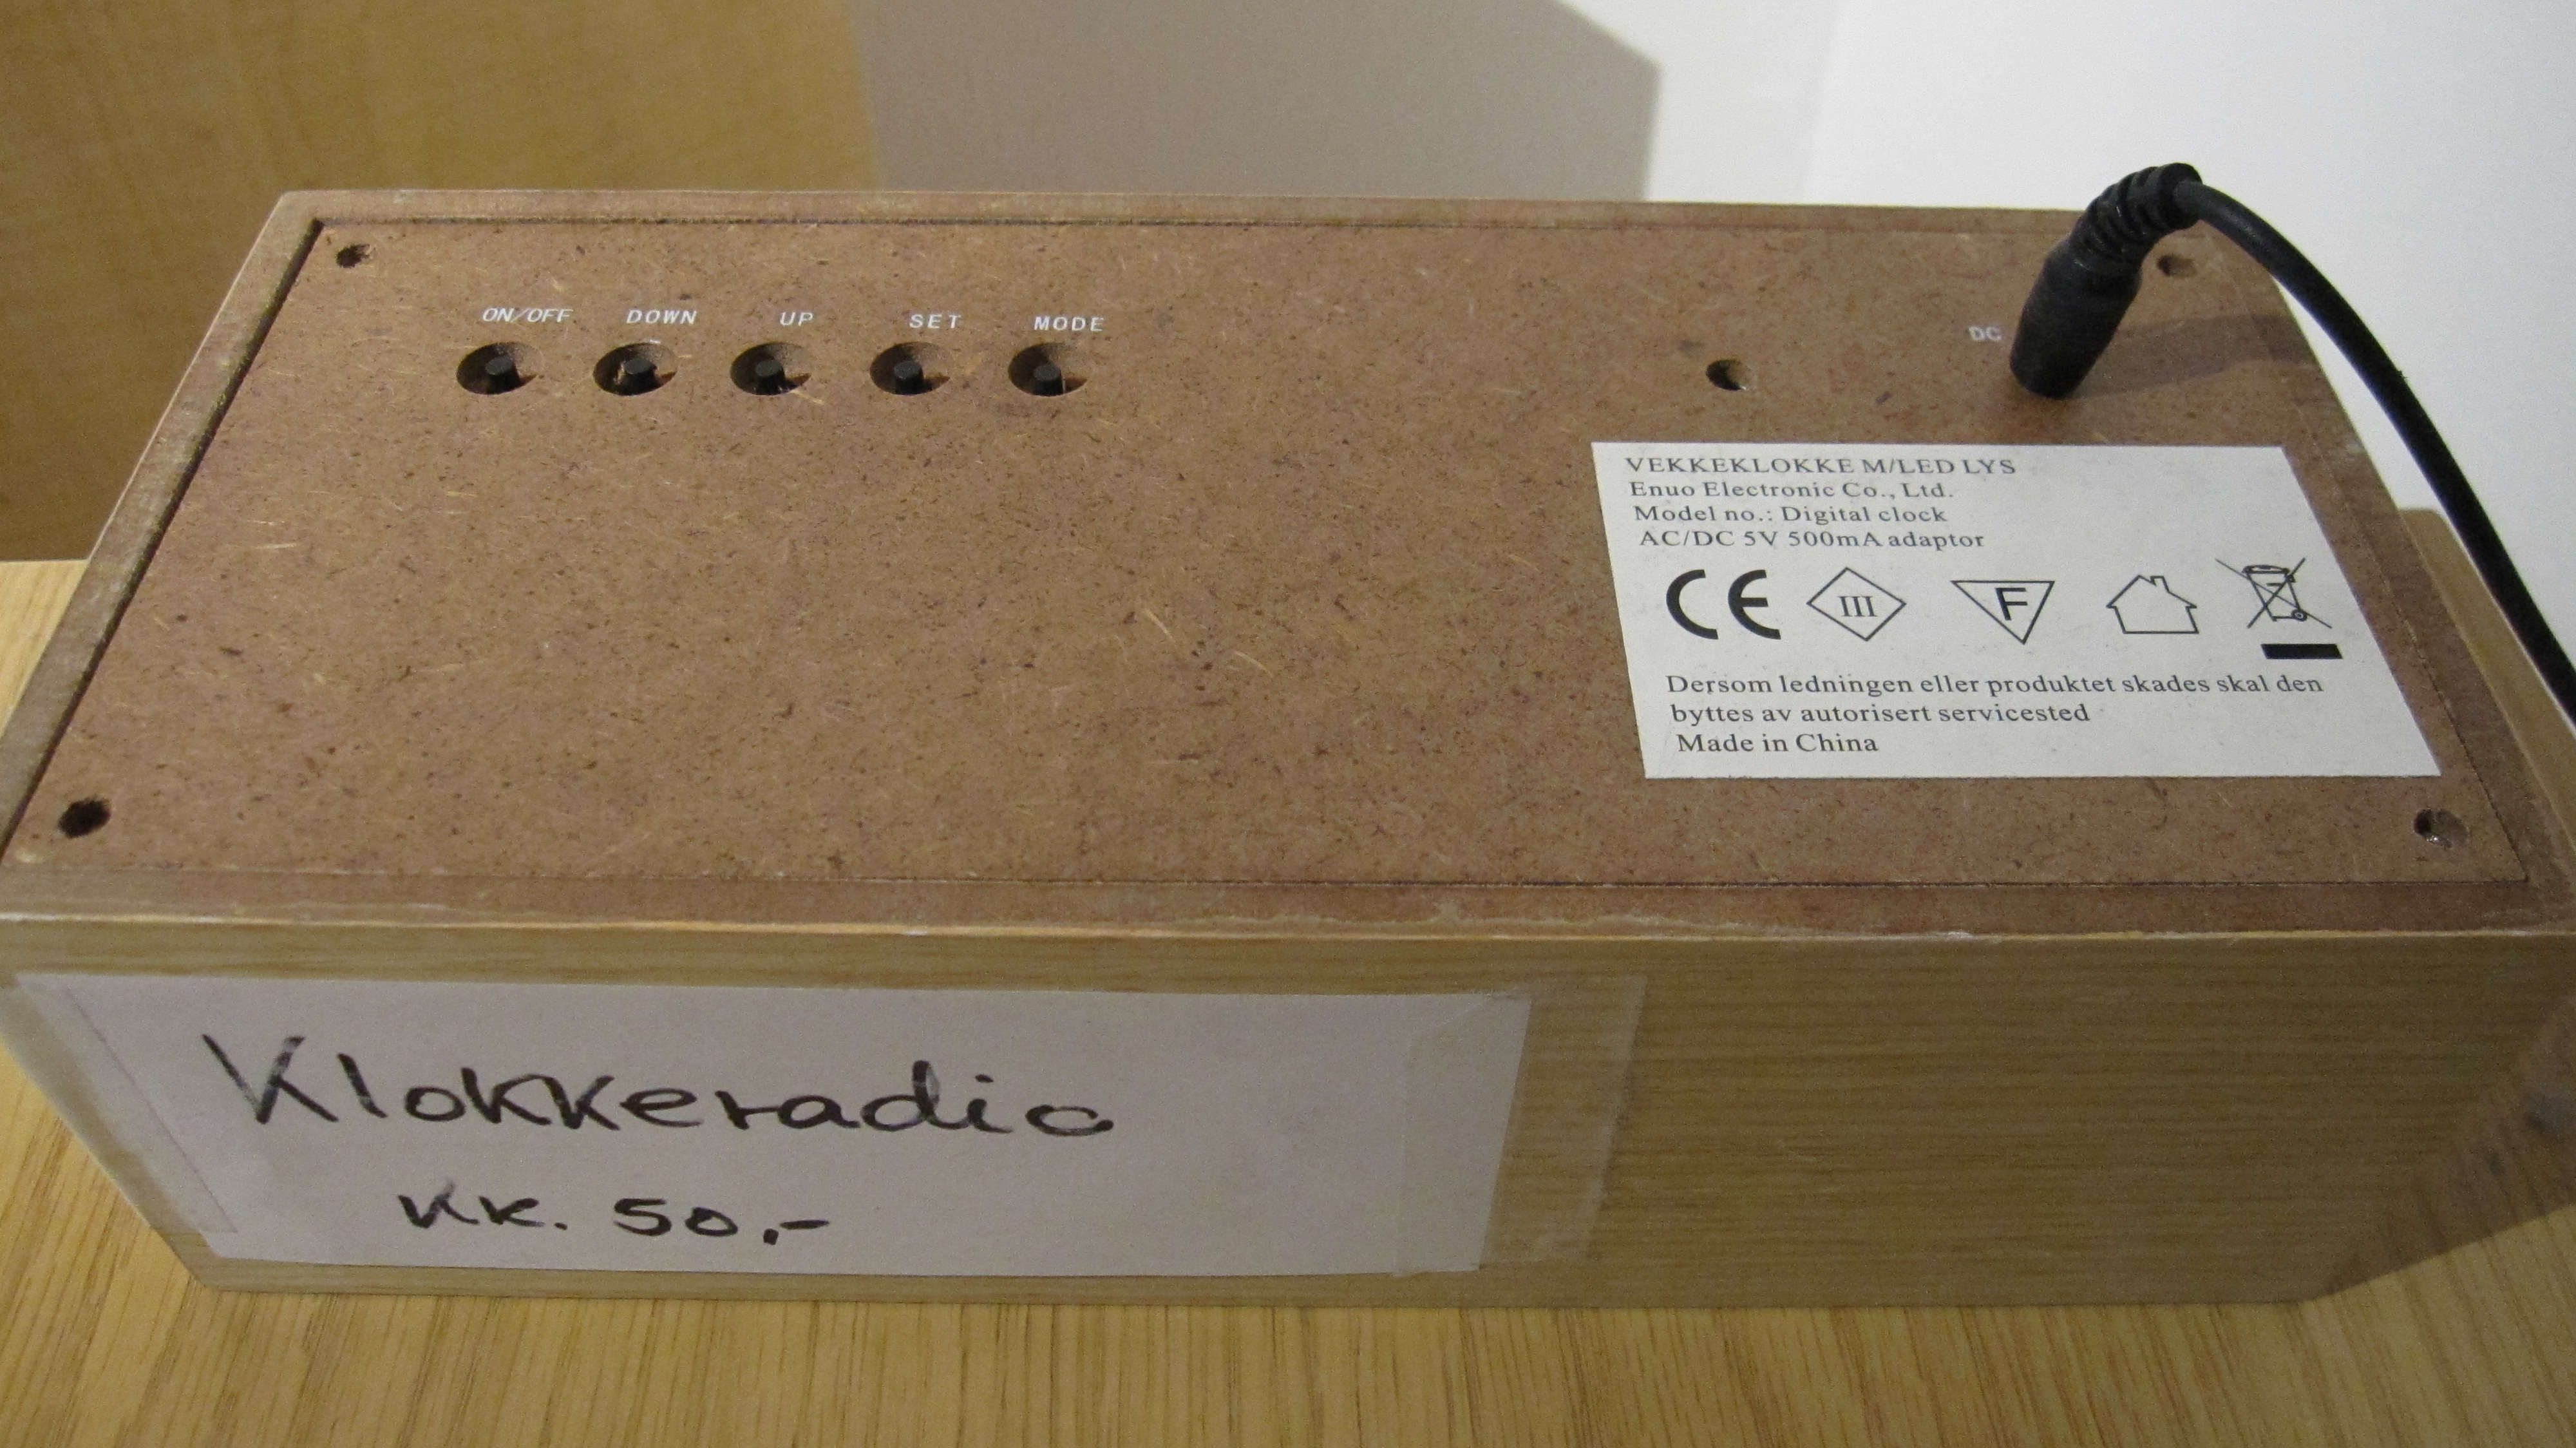 ON/OFF DOWN UP SET MODE
DC
VEKKEKLOKKE M/LED LYS
Enuo Electronic Co., Ltd.
Model no.: Digital clock
AC/DC 5V 500mA adaptor
CE III F
Dersom ledningen eller produktet skades skal den
byttes av autorisert servicested
Made in China
Klokkeradio
KK. 50,-